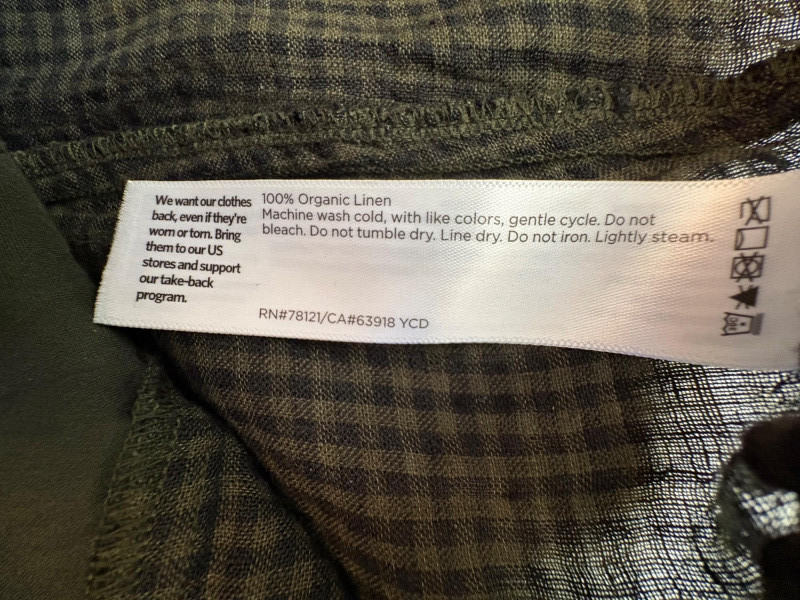 We want our clothes
back, even if they're
worn or torn. Bring
them to our US
stores and support
our take-back
program.
100% Organic Linen
Machine wash cold, with like colors, gentle cycle. Do not
bleach. Do not tumble dry. Line dry. Do not iron. Lightly steam.
RN#78121/CA#63918 YCD